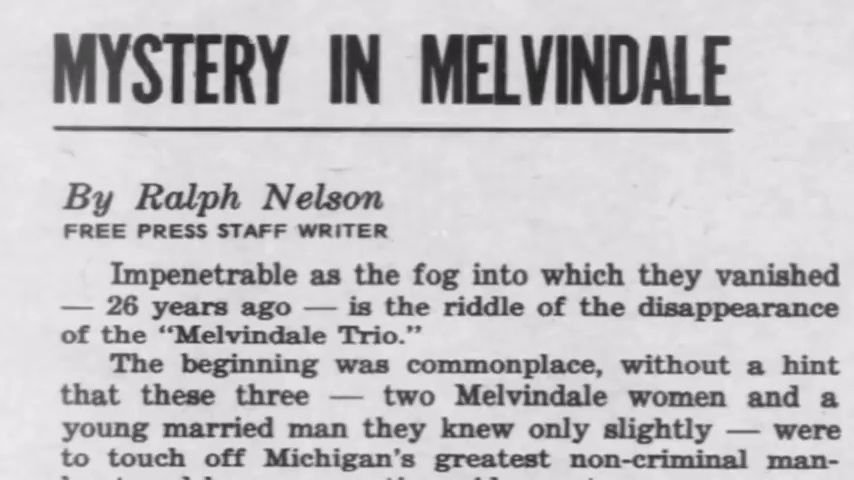 MYSTERY IN MELVINDALE
By Ralph Nelson
FREE PRESS STAFF WRITER
Impenetrable as the fog into which they vanished
— 26 years ago — is the riddle of the disappearance
of the “Melvindale Trio.”
The beginning was commonplace, without a hint
that these three — two Melvindale women and a
young married man they knew only slightly — were
to touch off Michigan's greatest non-criminal man-